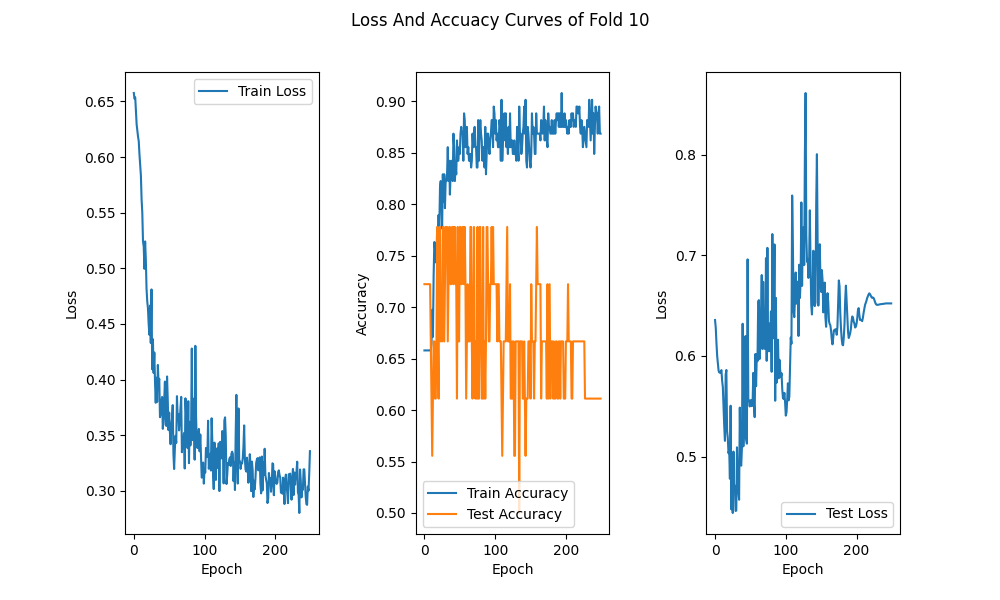 Loss And Accuacy Curves of Fold 10
Train Loss
0.65
0.60
0.55
0.50
0.45
0.40
0.35
0.30
Loss
0
100
200
Epoch
0.90
0.85
0.80
0.75
0.70
0.65
0.60
0.55
0.50
Accuracy
Train Accuracy
Test Accuracy
0
100
200
Epoch
0.8
0.7
0.6
0.5
Loss
Test Loss
0
100
200
Epoch